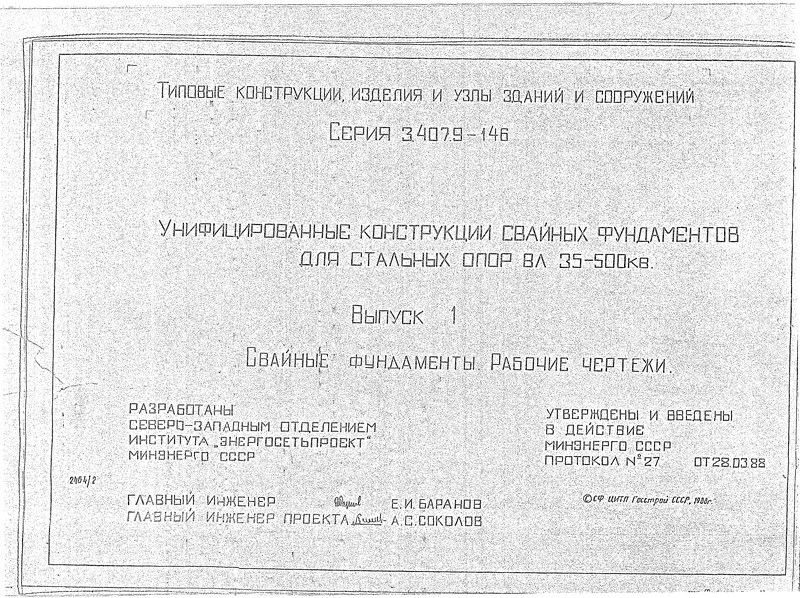 Типовые конструкции, изделия и узлы зданий и сооружений
Серия 3.407.9-146
Унифицированные конструкции свайных фундаментов
для стальных опор ВЛ 35-500кВ.
Выпуск 1
Свайные фундаменты. Рабочие чертежи.
РАЗРАБОТАНЫ
СЕВЕРО-ЗАПАДНЫМ ОТДЕЛЕНИЕМ
ИНСТИТУТА „ЭНЕРГОСЕТЬПРОЕКТ"
МИНЭНЕРГО СССР
УТВЕРЖДЕНЫ И ВВЕДЕНЫ
В ДЕЙСТВИЕ
МИНЭНЕРГО СССР
ПРОТОКОЛ №27 ОТ 28.03.88
ГЛАВНЫЙ ИНЖЕНЕР Е.И.БАРАНОВ
ГЛАВНЫЙ ИНЖЕНЕР ПРОЕКТА А.С.СОКОЛОВ
©СФ ЦИТП Госстрой СССР, 1988г.